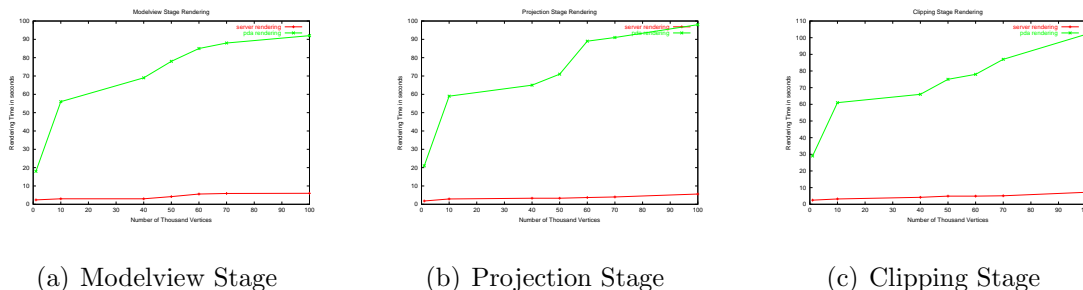 Modelview Stage Rendering
server rendering
pda rendering
Rendering Time in seconds
100
90
80
70
60
50
40
30
20
10
0
0 10 20 30 40 50 60 70 80 90 100
Number of Thousand Vertices
(a) Modelview Stage
Projection Stage Rendering
server rendering
pda rendering
Rendering Time in seconds
100
90
80
70
60
50
40
30
20
10
0
0 10 20 30 40 50 60 70 80 90 100
Number of Thousand Vertices
(b) Projection Stage
Clipping Stage Rendering
server rendering
pda rendering
Rendering Time in seconds
110
100
90
80
70
60
50
40
30
20
10
0
0 10 20 30 40 50 60 70 80 90 100
Number of Thousand Vertices
(c) Clipping Stage